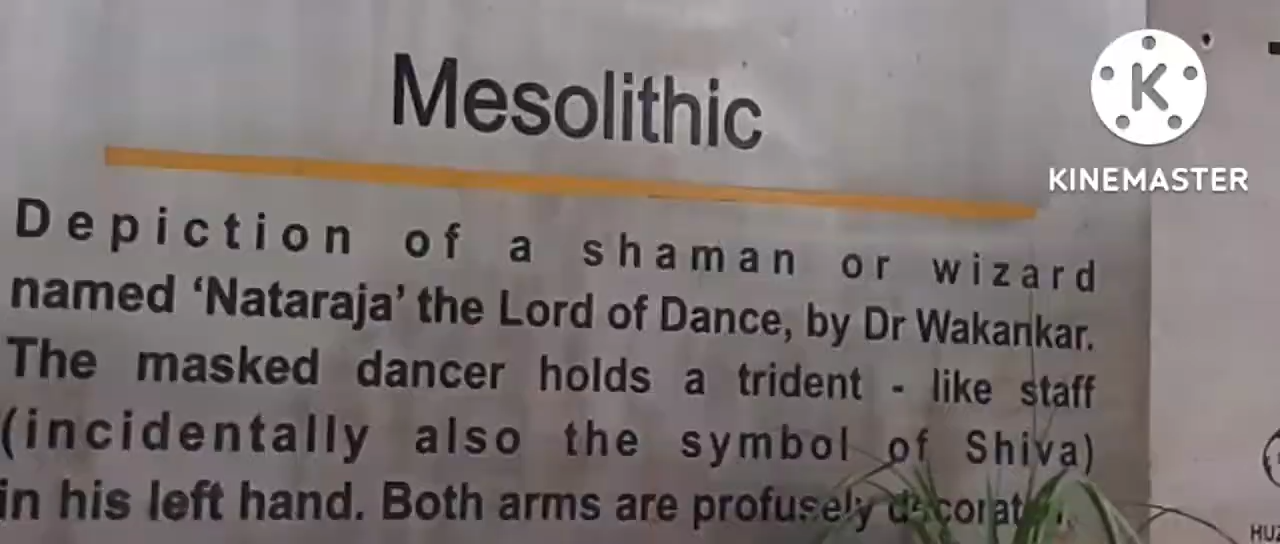 Mesolithic
K
KINEMASTER
Depiction of a shaman or wizard
named ‘Nataraja’ the Lord of Dance, by Dr Wakankar.
The masked dancer holds a trident - like staff
(incidentally also the symbol of Shiva)
in his left hand. Both arms are profusely